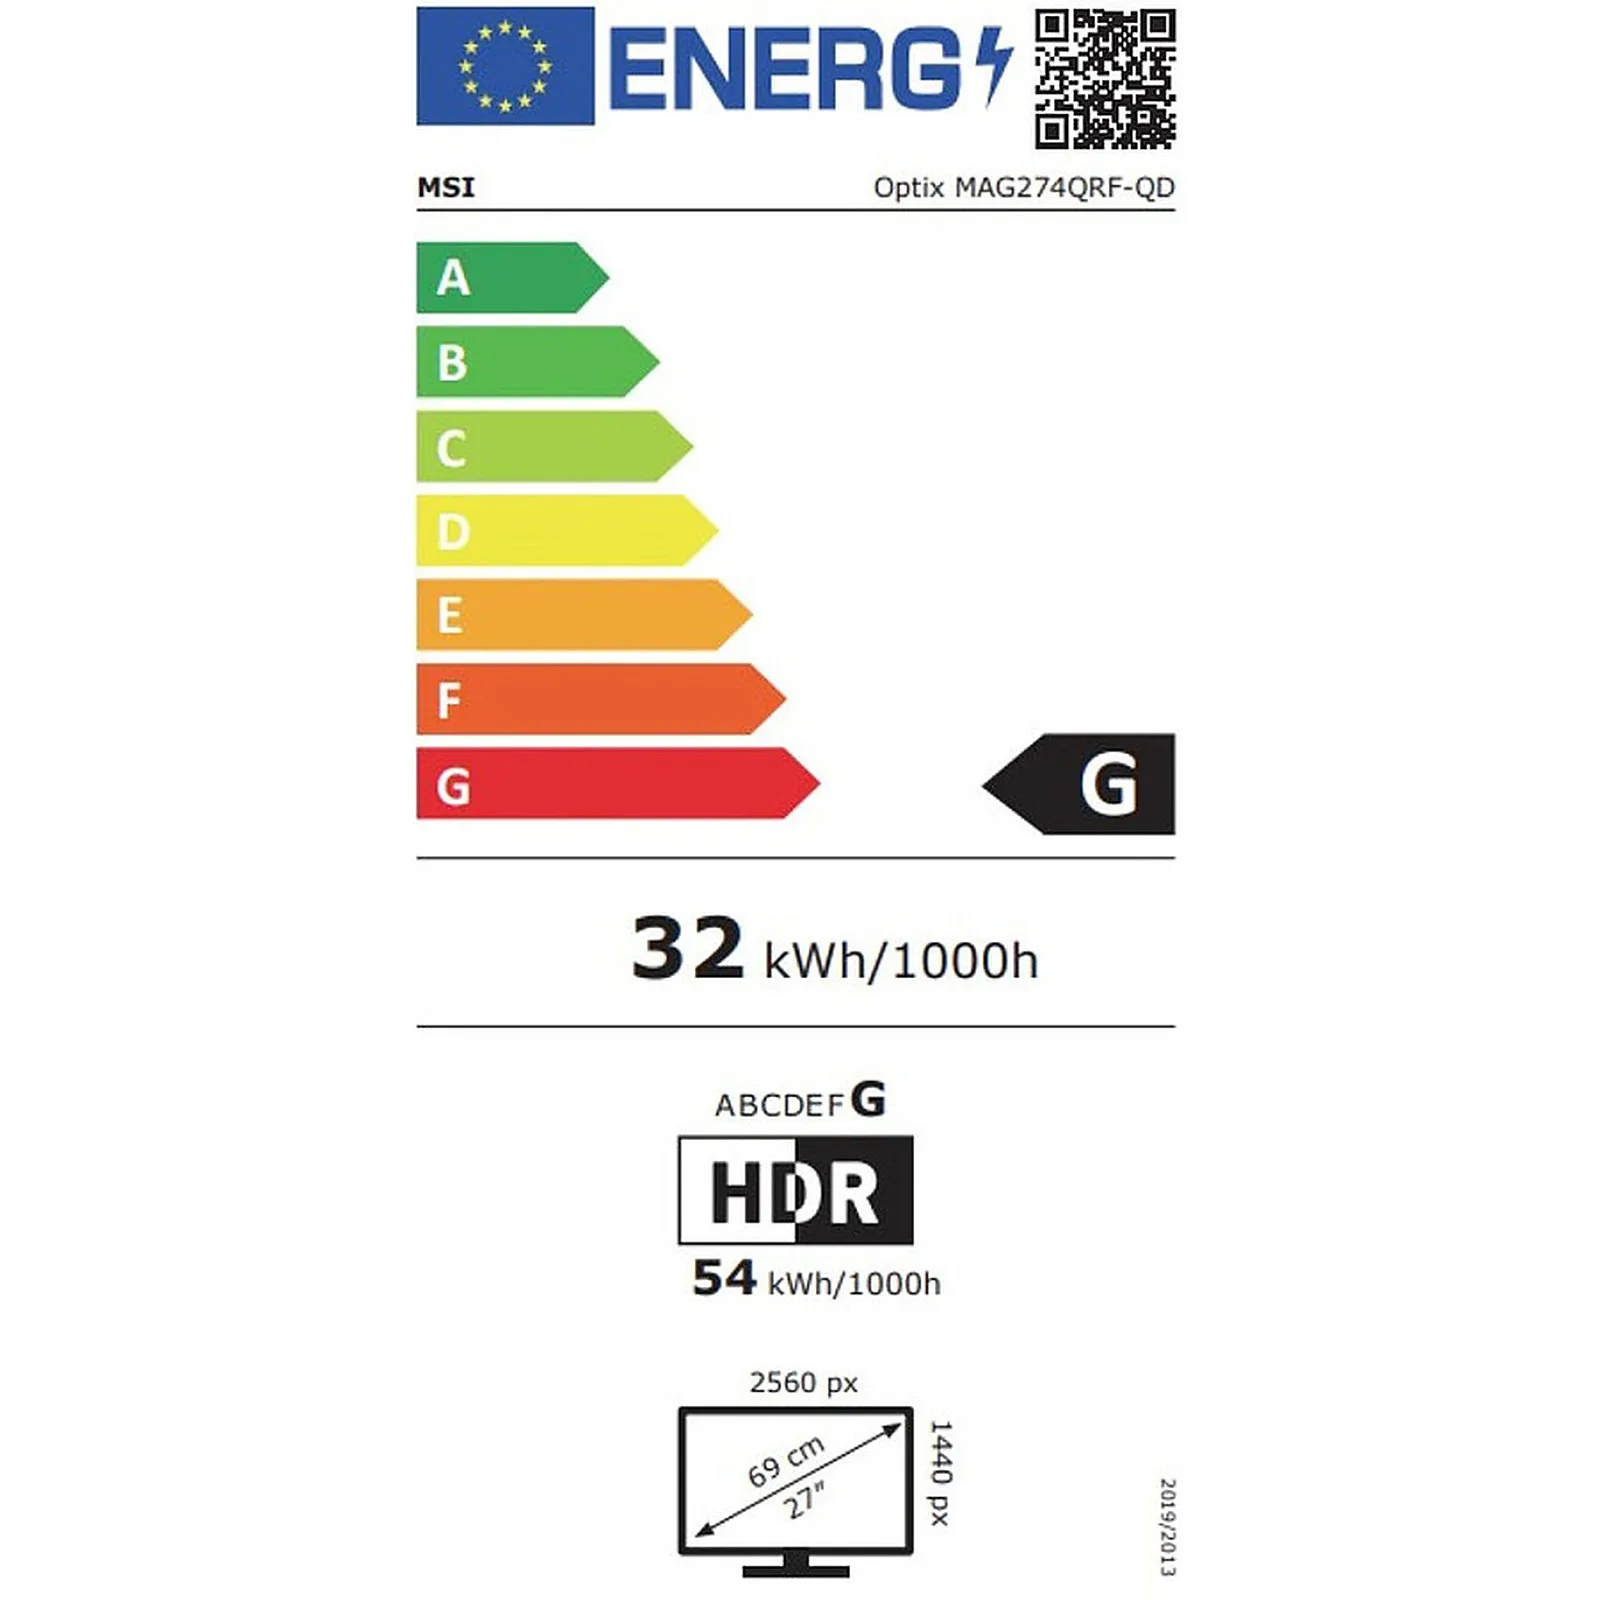 ENERG
MSI
Optix MAG274QRF-QD
A
B
C
D
E
F
G
G
32 kWh/1000h
ABCDEFG
HDR
54 kWh/1000h
2560 px
1440 px
69 cm
27"
2019/2013